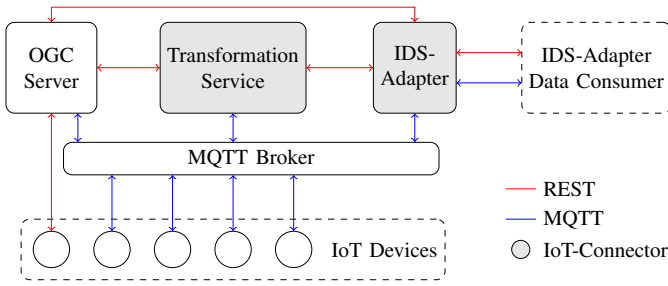 OGC
Server
Transformation
Service
IDS-
Adapter
IDS-Adapter
Data Consumer
MQTT Broker
REST
MQTT
IoT-Connector
IoT Devices